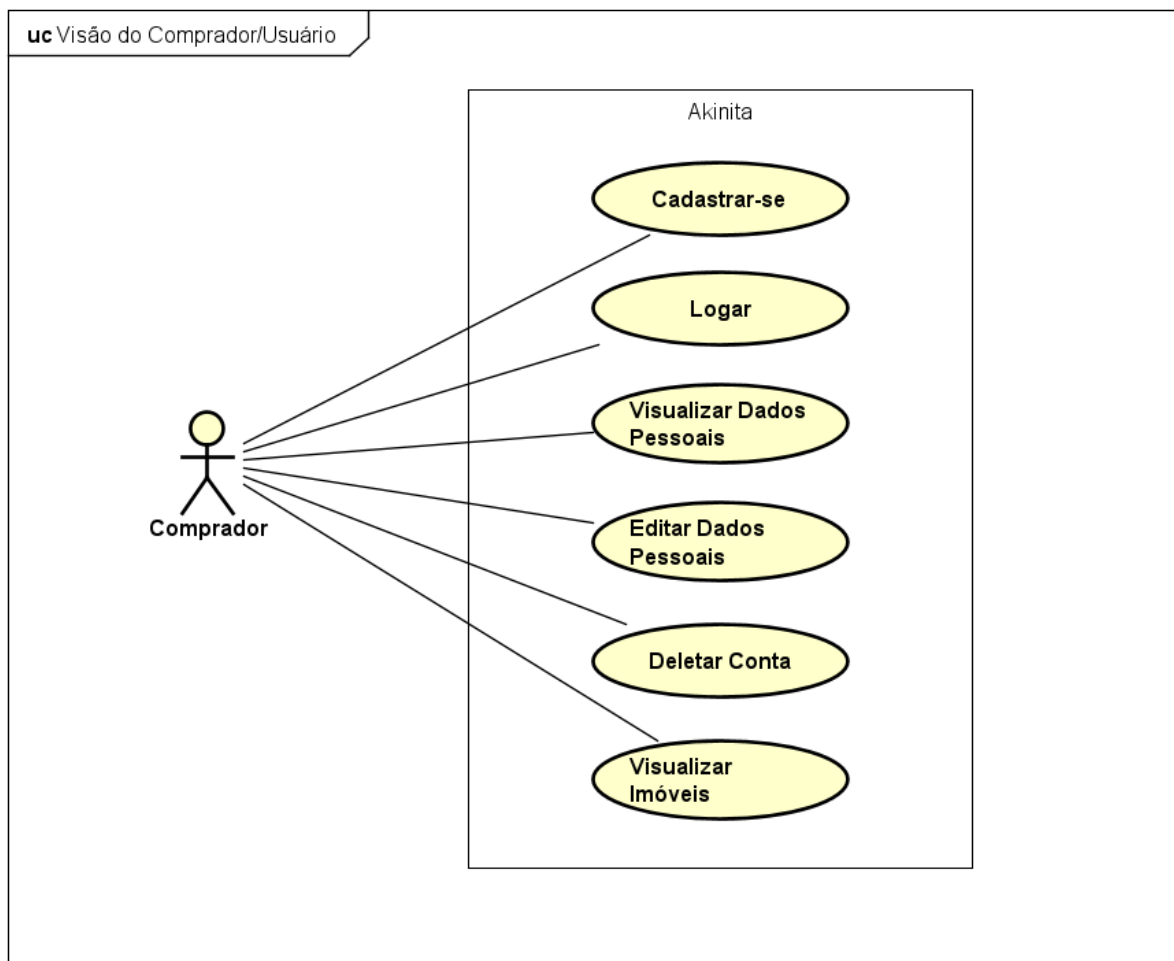 uc Visão do Comprador/Usuário
Akinita
Cadastrar-se
Logar
Visualizar Dados
Pessoais
Editar Dados
Pessoais
Comprador
Deletar Conta
Visualizar
Imóveis